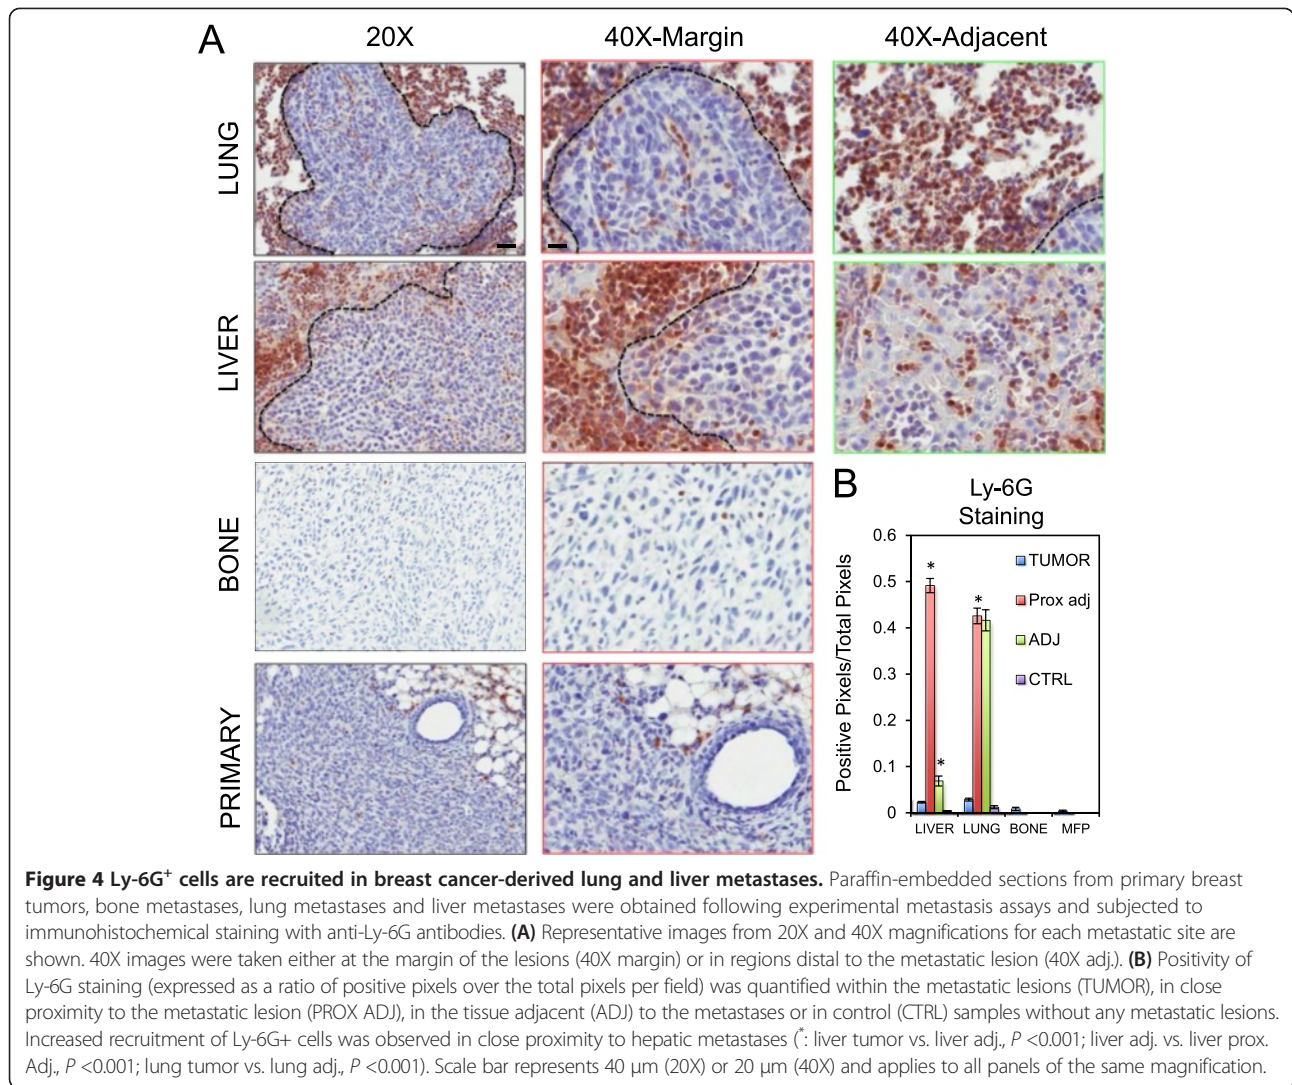 A
20X
40X-Margin
40X-Adjacent
LUNG
LIVER
BONE
PRIMARY
B
Ly-6G
Staining
Positive Pixels/Total Pixels
0.6
0.5
0.4
0.3
0.2
0.1
0
*
*
*
TUMOR
Prox adj
ADJ
CTRL
LIVER LUNG BONE MFP
Figure 4 Ly-6G⁺ cells are recruited in breast cancer-derived lung and liver metastases. Paraffin-embedded sections from primary breast
tumors, bone metastases, lung metastases and liver metastases were obtained following experimental metastasis assays and subjected to
immunohistochemical staining with anti-Ly-6G antibodies. (A) Representative images from 20X and 40X magnifications for each metastatic site are
shown. 40X images were taken either at the margin of the lesions (40X margin) or in regions distal to the metastatic lesion (40X adj.). (B) Positivity of
Ly-6G staining (expressed as a ratio of positive pixels over the total pixels per field) was quantified within the metastatic lesions (TUMOR), in close
proximity to the metastatic lesion (PROX ADJ), in the tissue adjacent (ADJ) to the metastases or in control (CTRL) samples without any metastatic lesions.
Increased recruitment of Ly-6G+ cells was observed in close proximity to hepatic metastases (*: liver tumor vs. liver adj., P <0.001; liver adj. vs. liver prox.
Adj., P <0.001; lung tumor vs. lung adj., P <0.001). Scale bar represents 40 μm (20X) or 20 μm (40X) and applies to all panels of the same magnification.